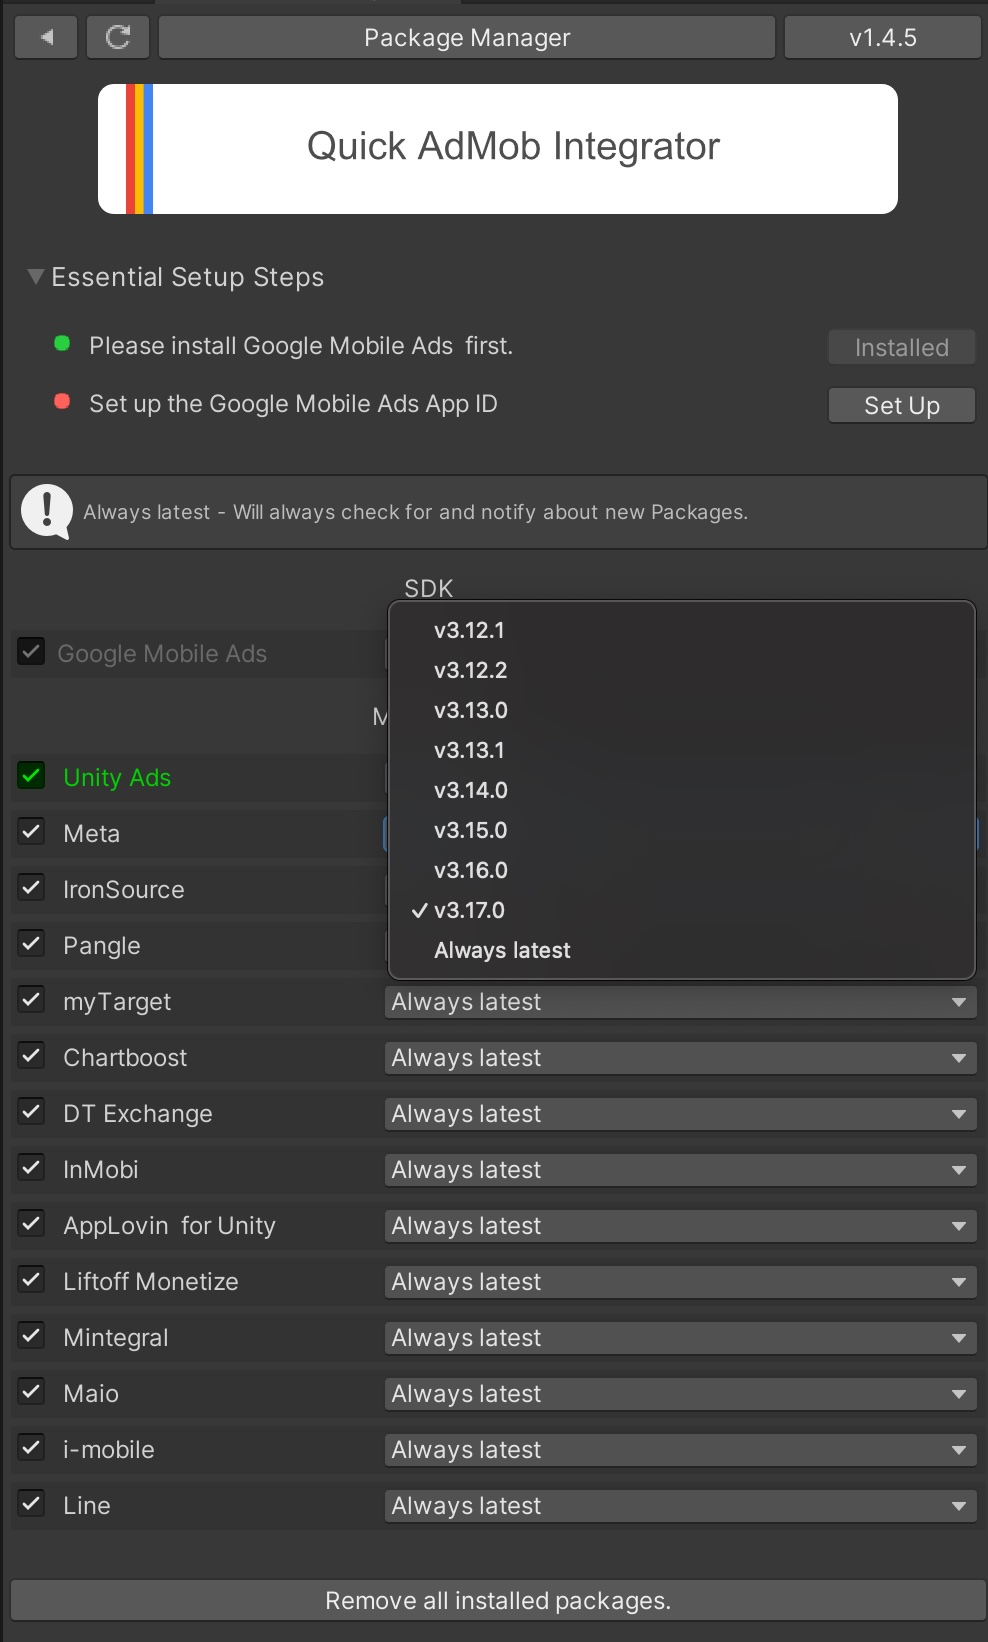 Package Manager
v1.4.5
Quick AdMob Integrator
Essential Setup Steps
Please install Google Mobile Ads  first.
Installed
Set up the Google Mobile Ads App ID
Set Up
Always latest - Will always check for and notify about new Packages.
SDK
Google Mobile Ads
M
v3.12.1
v3.12.2
v3.13.0
v3.13.1
v3.14.0
v3.15.0
v3.16.0
v3.17.0
Always latest
Unity Ads
Meta
IronSource
Pangle
myTarget
Always latest
Chartboost
Always latest
DT Exchange
Always latest
InMobi
Always latest
AppLovin  for Unity
Always latest
Liftoff Monetize
Always latest
Mintegral
Always latest
Maio
Always latest
i-mobile
Always latest
Line
Always latest
Remove all installed packages.